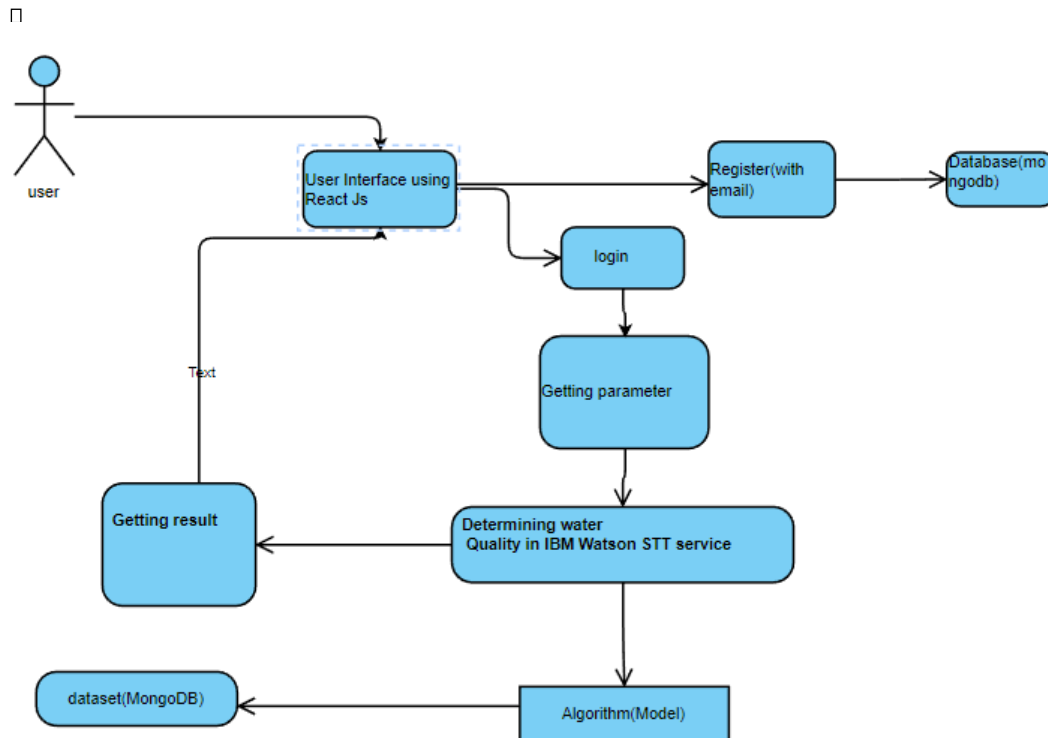 user
User Interface using
React Js
Register(with
email)
Database(mo
ngodb)
login
Getting parameter
Text
Getting result
Determining water
Quality in IBM Watson STT service
dataset(MongoDB)
Algorithm(Model)